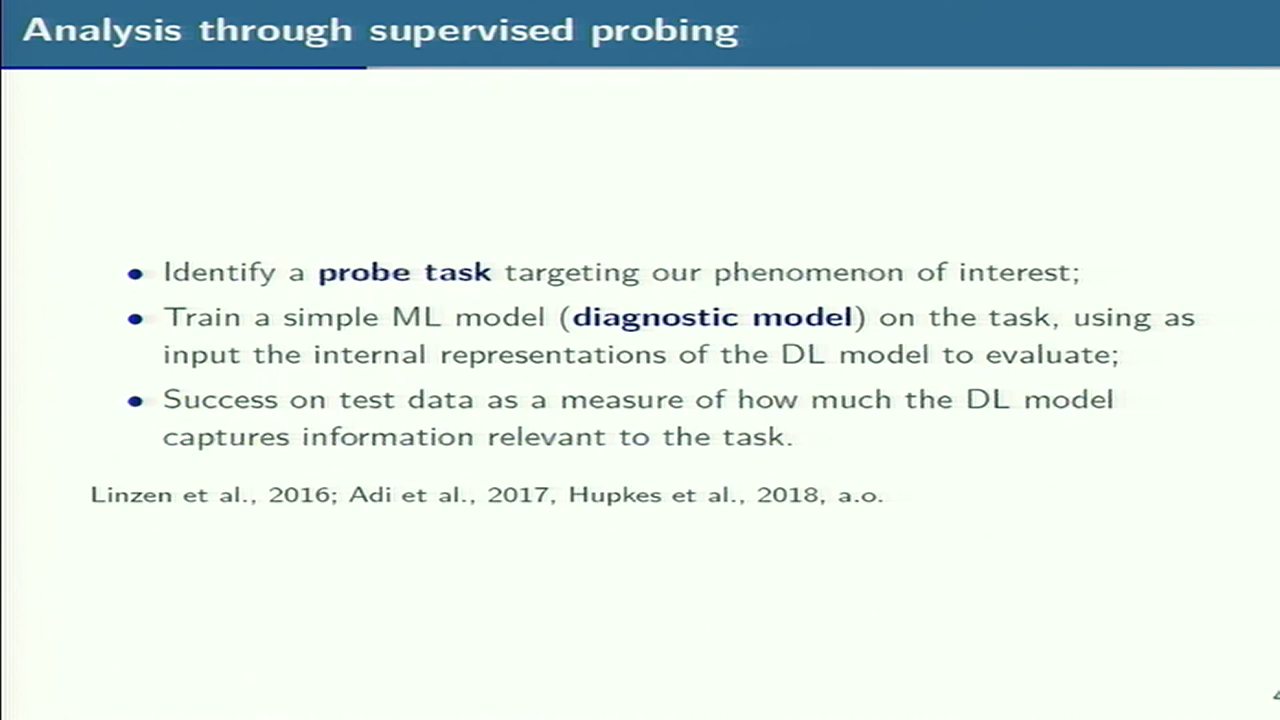 Analysis through supervised probing
• Identify a probe task targeting our phenomenon of interest;
• Train a simple ML model (diagnostic model) on the task, using as
input the internal representations of the DL model to evaluate;
• Success on test data as a measure of how much the DL model
captures information relevant to the task.
Linzen et al., 2016; Adi et al., 2017, Hupkes et al., 2018, a.o.